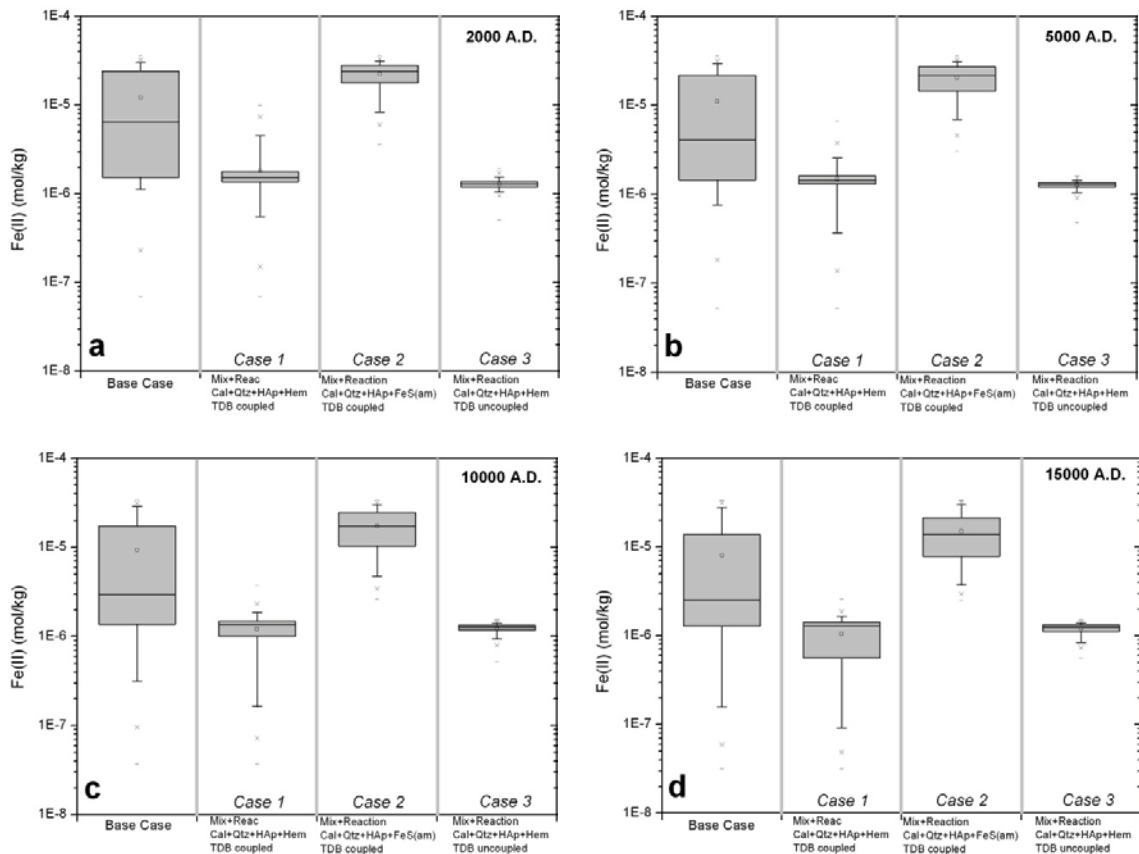 1E-4
2000 A.D.
1E-5
1E-6
1E-7
1E-8
Fe(II) (mol/kg)
a
Case 1
Case 2
Case 3
Base Case
Mix+Reac
Cal+Qtz+HAp+Hem
TDB coupled
Mix+Reaction
Cal+Qtz+HAp+FeS(am)
TDB coupled
Mix+Reaction
Cal+Qtz+HAp+Hem
TDB uncoupled
1E-4
5000 A.D.
1E-5
1E-6
1E-7
1E-8
Fe(II) (mol/kg)
b
Case 1
Case 2
Case 3
Base Case
Mix+Reac
Cal+Qtz+HAp+Hem
TDB coupled
Mix+Reaction
Cal+Qtz+HAp+FeS(am)
TDB coupled
Mix+Reaction
Cal+Qtz+HAp+Hem
TDB uncoupled
1E-4
10000 A.D.
1E-5
1E-6
1E-7
1E-8
Fe(II) (mol/kg)
c
Case 1
Case 2
Case 3
Base Case
Mix+Reac
Cal+Qtz+HAp+Hem
TDB coupled
Mix+Reaction
Cal+Qtz+HAp+FeS(am)
TDB coupled
Mix+Reaction
Cal+Qtz+HAp+Hem
TDB uncoupled
1E-4
15000 A.D.
1E-5
1E-6
1E-7
1E-8
Fe(II) (mol/kg)
d
Case 1
Case 2
Case 3
Base Case
Mix+Reac
Cal+Qtz+HAp+Hem
TDB coupled
Mix+Reaction
Cal+Qtz+HAp+FeS(am)
TDB coupled
Mix+Reaction
Cal+Qtz+HAp+Hem
TDB uncoupled